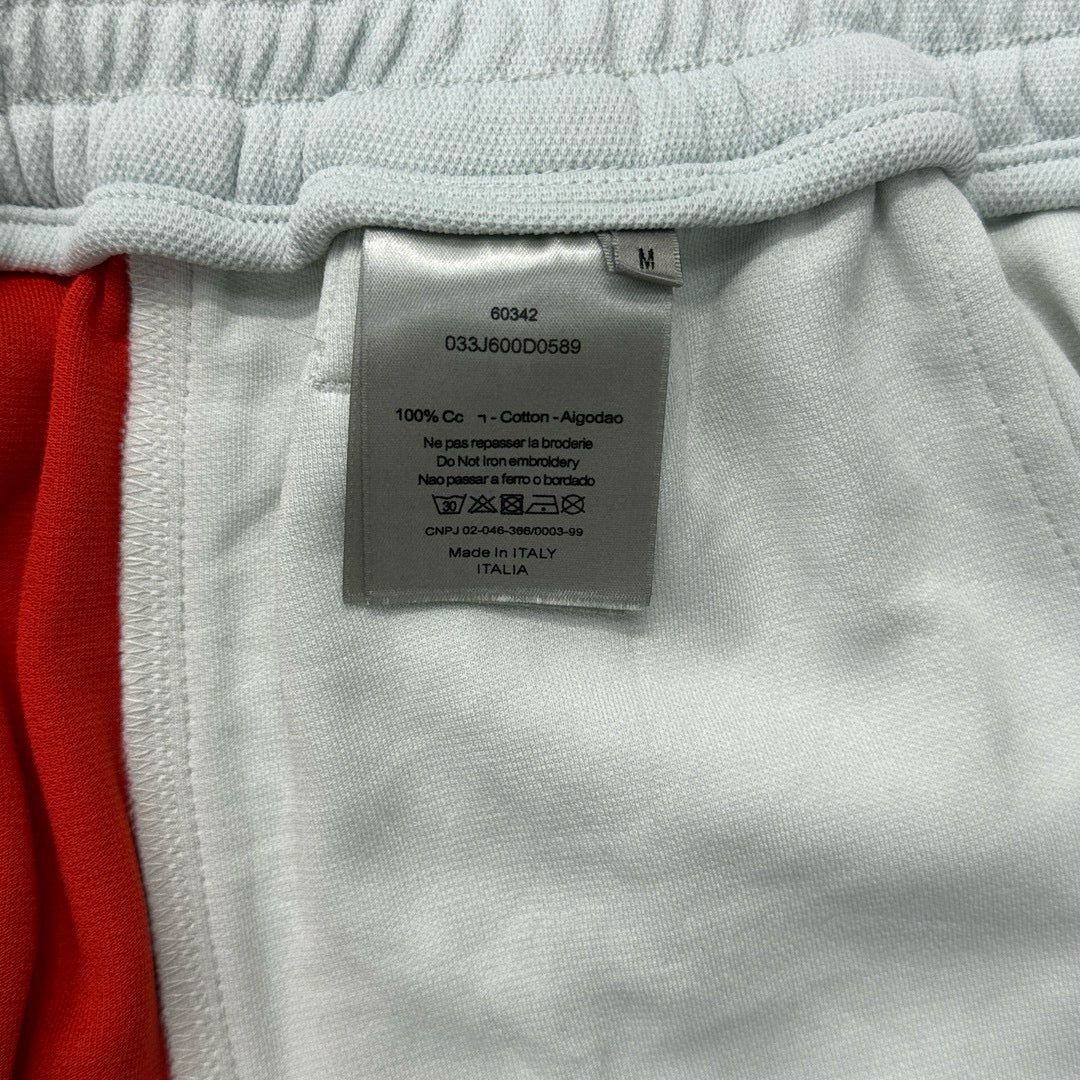 M
60342
033J600D0589
100% - Cotton - Algodao
Ne pas repasser la broderie
Do Not Iron embroidery
Nao passar a ferro o bordado
30
CNPJ 02-046-366/0003-99
Made In ITALY
ITALIA